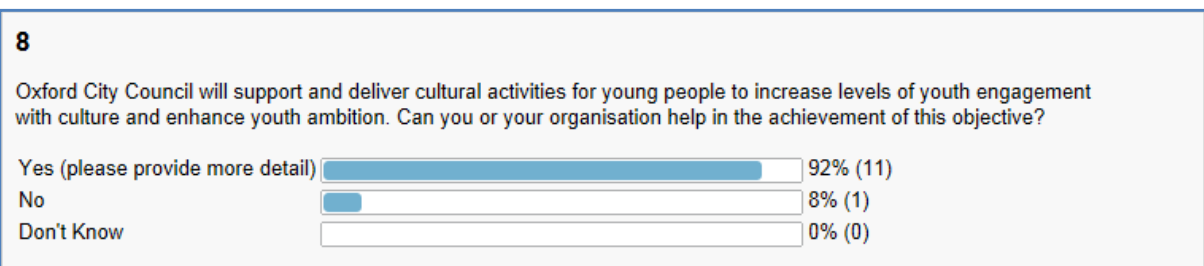 8
Oxford City Council will support and deliver cultural activities for young people to increase levels of youth engagement
with culture and enhance youth ambition. Can you or your organisation help in the achievement of this objective?
Yes (please provide more detail) 92% (11)
No 8% (1)
Don't Know 0% (0)